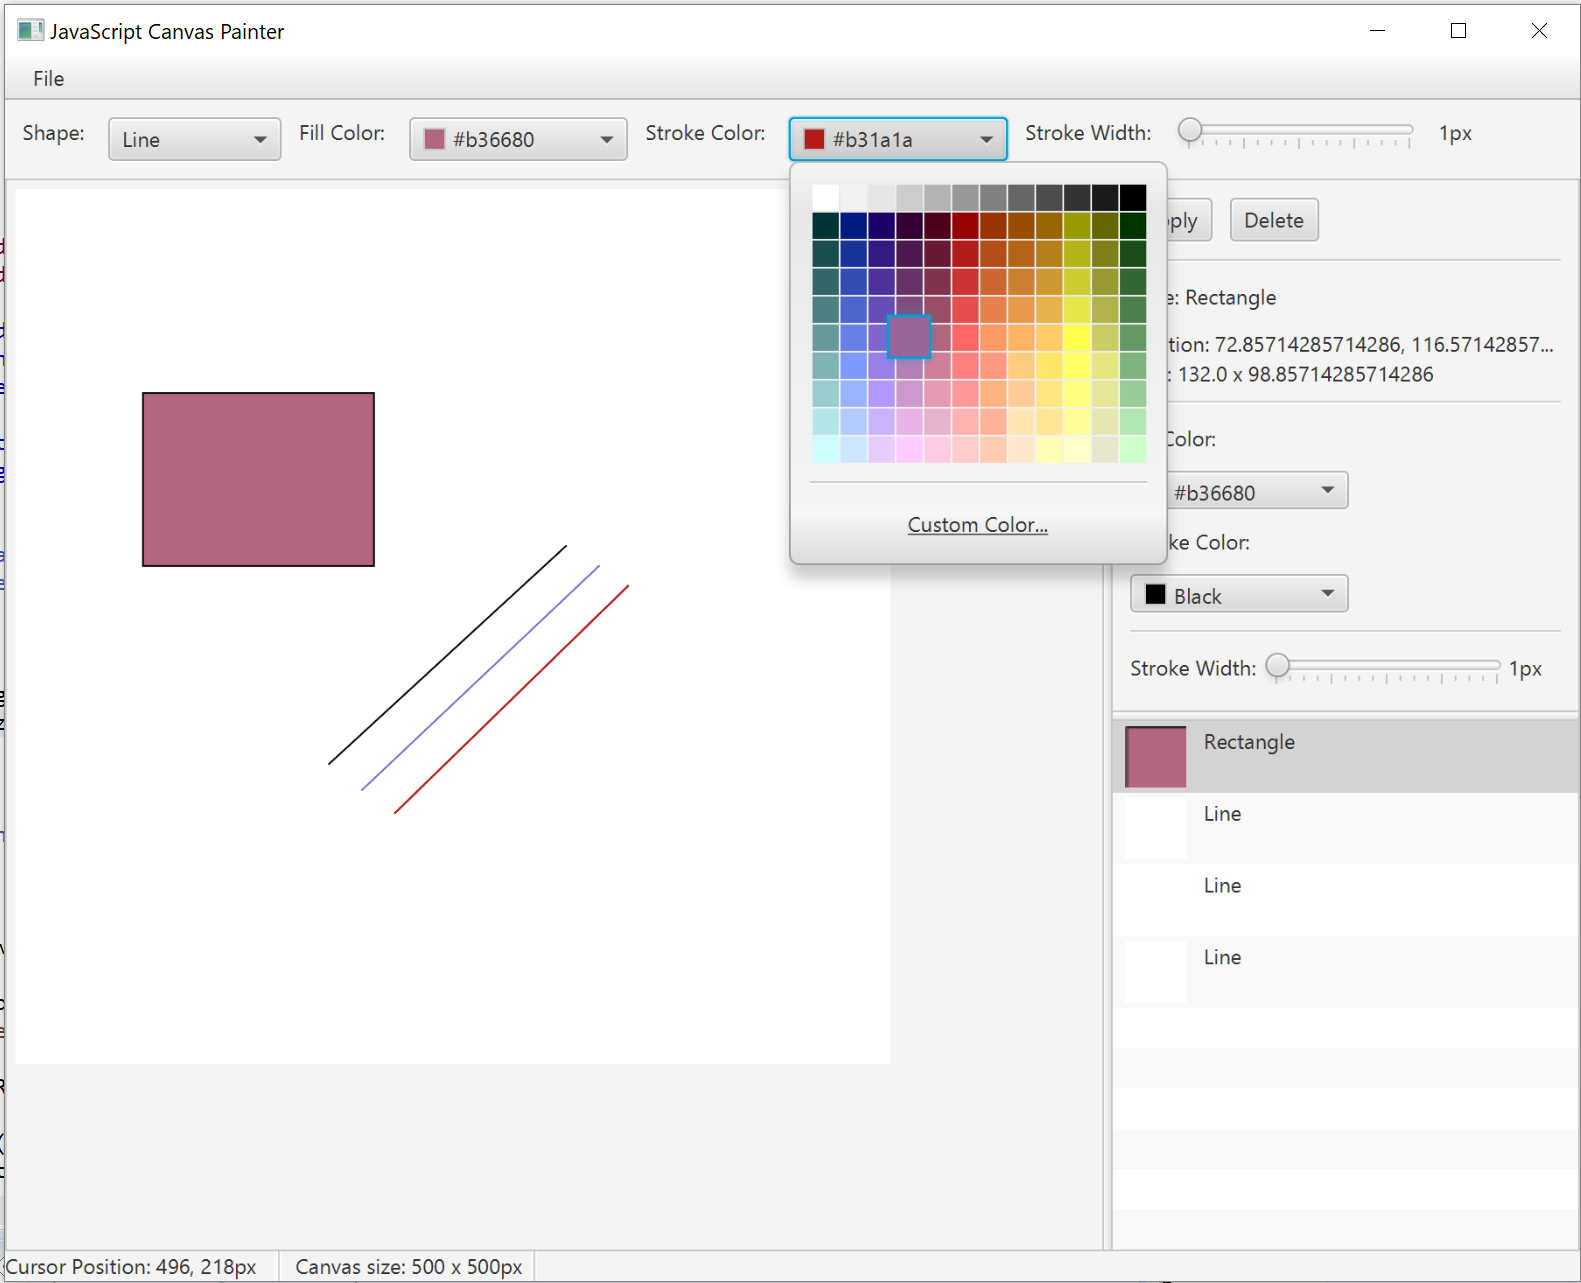 JavaScript Canvas Painter
File
Shape: Line Fill Color: #b36680 Stroke Color: #b31a1a Stroke Width: 1px
ply Delete
e: Rectangle
tion: 72.85714285714286, 116.57142857...
: 132.0 x 98.85714285714286
Color:
#b36680
Custom Color...
ke Color:
Black
Stroke Width: 1px
Rectangle
Line
Line
Line
Cursor Position: 496, 218px Canvas size: 500 x 500px